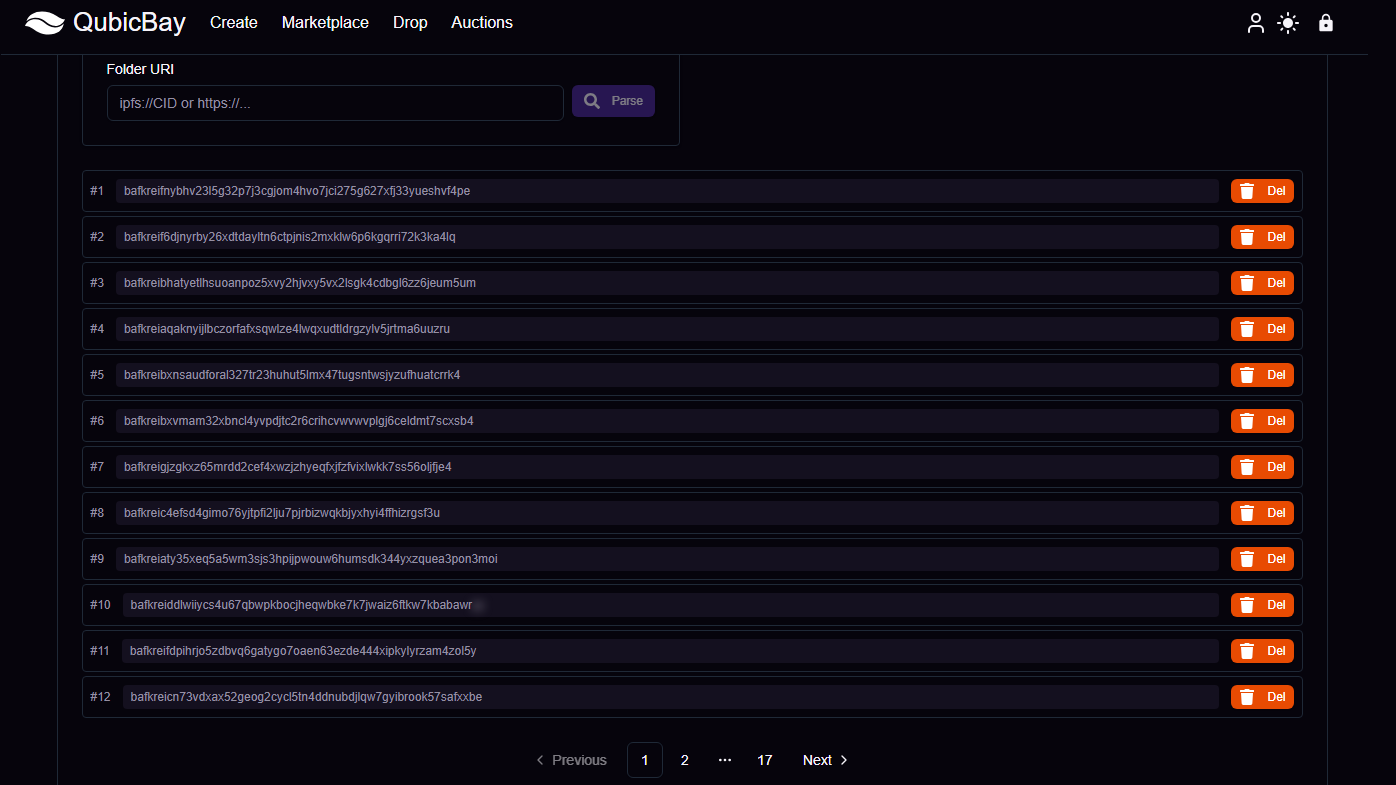 QubicBay Create Marketplace Drop Auctions
Folder URI
ipfs://CID or https://... Parse
#1 bafkreifnybhv23l5g32p7j3cgjom4hvo7jci275g627xfj33yueshvf4pe Del
#2 bafkreif6djnyrby26xdtdayltn6ctpjnis2mxklw6p6kgqrri72k3ka4lq Del
#3 bafkreibhatyetlhsuoanpoz5xvy2hjvxy5vx2lsgk4cdbgl6zz6jeum5um Del
#4 bafkreiaqaknyijlbczorfafxsqwlze4lwqxudtldrgzylv5jrtma6uuzru Del
#5 bafkreibxnsaudforal327tr23huhut5lmx47tugsntwsjyzufhuatcrrk4 Del
#6 bafkreibxvmam32xbncl4yvpdjtc2r6crihcvwvwvplgj6celdmt7scxsb4 Del
#7 bafkreigjzgkxz65mrdd2cef4xwzjzhyeqfxjfzfvixlwkk7ss56oljfje4 Del
#8 bafkreic4efsd4gimo76yjtpfi2lju7pjrbizwqkbjyxhyi4ffhizrgsf3u Del
#9 bafkreiaty35xeq5a5wm3sjs3hpijpwouw6humsdk344yxzquea3pon3moi Del
#10 bafkreiddlwiiycs4u67qbwpkbocjheqwbke7k7jwaiz6ftkw7kbabawr Del
#11 bafkreifdpihrjo5zdbvq6gatygo7oaen63ezde444xipkylyrzam4zol5y Del
#12 bafkreicn73vdxax52geog2cycl5tn4ddnubdjlqw7gyibrook57safxxbe Del
Previous 1 2 ... 17 Next